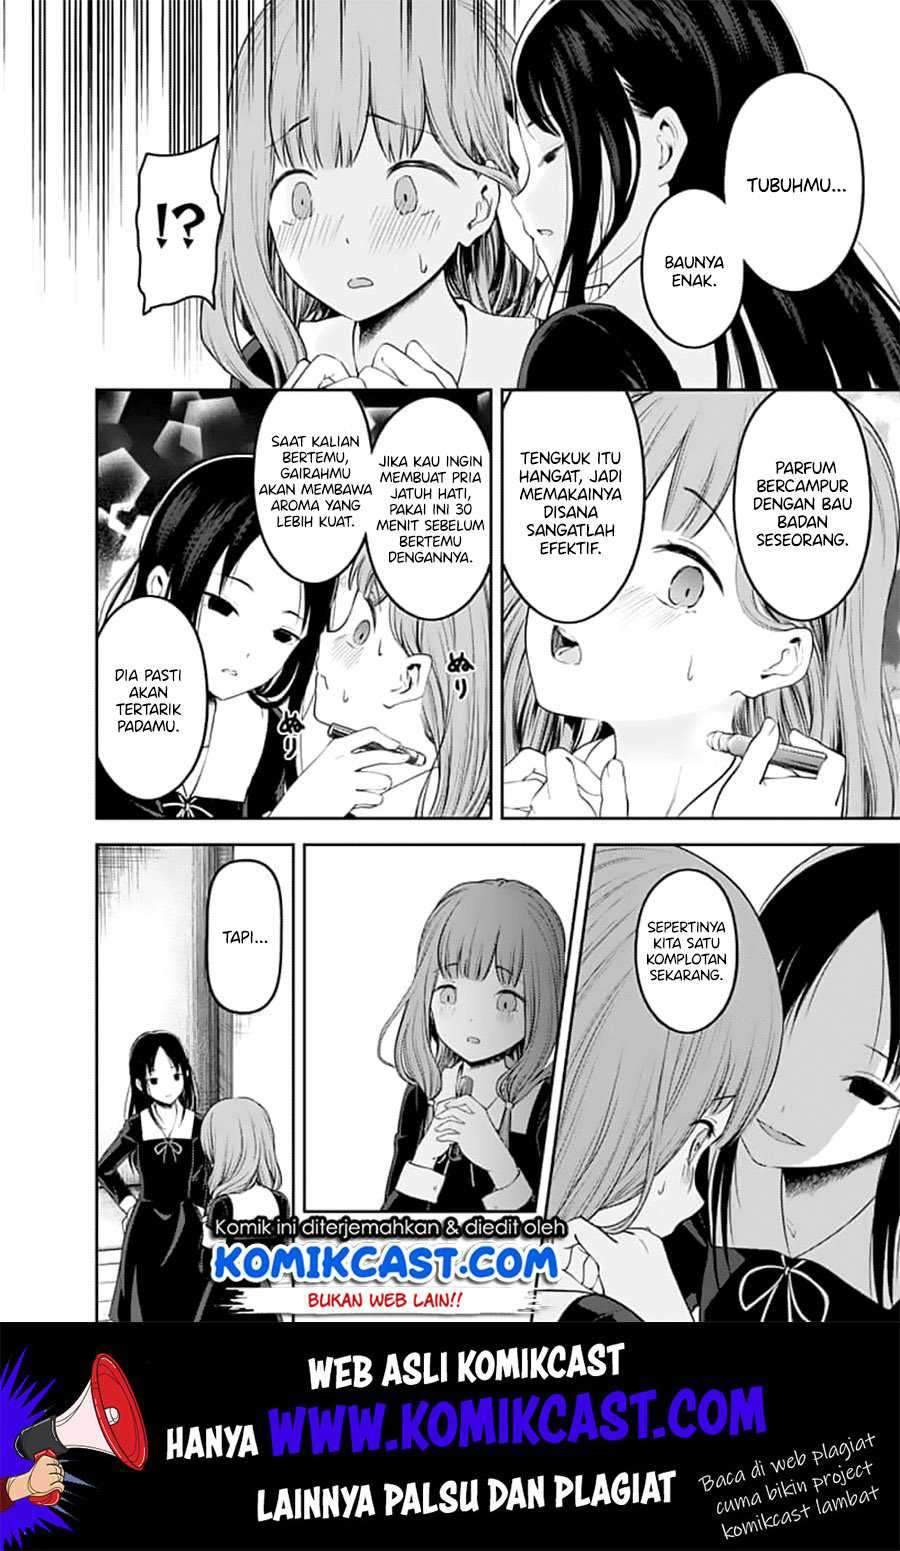 TUBUHMU...
BAUNYA
ENAK.
!?
PARFUM
BERCAMPUR
DENGAN BAU
BADAN
SESEORANG.
TENGKUK ITU
HANGAT, JADI
MEMAKAINYA
DISANA
SANGATLAH
EFEKTIF.
JIKA KAU INGIN
MEMBUAT PRIA
JATUH HATI,
PAKAI INI 30
MENIT SEBELUM
BERTEMU
DENGANNYA.
SAAT KALIAN
BERTEMU,
GAIRAHMU
AKAN MEMBAWA
AROMA YANG
LEBIH KUAT.
ぬり
ぬり
DIA PASTI
AKAN
TERTARIK
PADAMU.
SEPERTINYA
KITA SATU
KOMPLOTAN
SEKARANG.
TAPI...
Komik ini diterjemahkan & diedit oleh
KOMIKCAST.COM
BUKAN WEB LAIN!!
WEB ASLI KOMIKCAST
HANYA WWW.KOMIKCAST.COM
LAINNYA PALSU DAN PLAGIAT
Baca di web plagiat
cuma bikin project
komikcast lambat